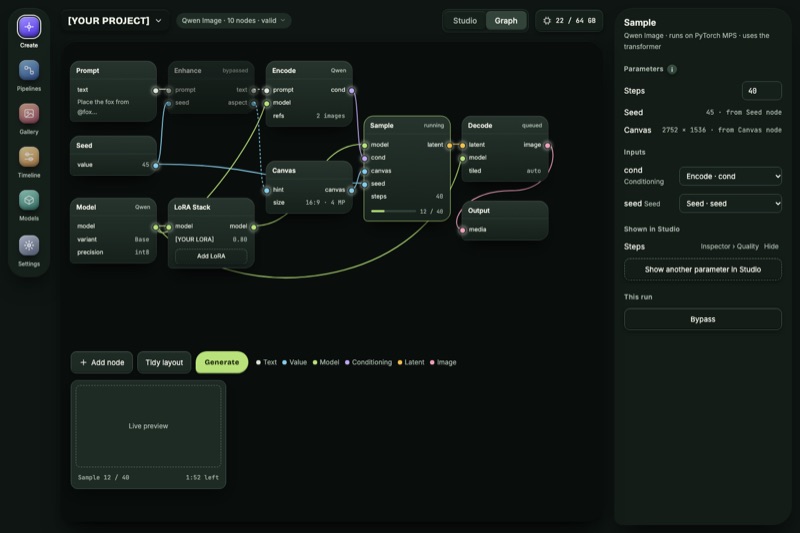 [YOUR PROJECT]
Qwen Image · 10 nodes · valid
Studio
Graph
22 / 64 GB
Create
Pipelines
Gallery
Timeline
Models
Settings
Prompt
text
Place the fox from
@fox…
Enhance bypassed
prompt text
seed aspect
Encode Qwen
prompt cond
model
refs 2 images
Seed
value 45
Canvas
hint canvas
size 16:9 · 4 MP
Sample running
model latent
cond
canvas
seed
steps 40
12 / 40
Decode queued
latent image
model
tiled auto
Output
media
Model Qwen
model
variant Base
precision int8
LoRA Stack
model model
[YOUR LORA] 0.80
Add LoRA
+ Add node
Tidy layout
Generate
Text
Value
Model
Conditioning
Latent
Image
Live preview
Sample 12 / 40 1:52 left
Sample
Qwen Image · runs on PyTorch MPS · uses the
transformer
Parameters i
Steps 40
Seed 45 · from Seed node
Canvas 2752 × 1536 · from Canvas node
Inputs
cond
Conditioning
Encode · cond
seed Seed
Seed · seed
Shown in Studio
Steps Inspector › Quality Hide
Show another parameter in Studio
This run
Bypass